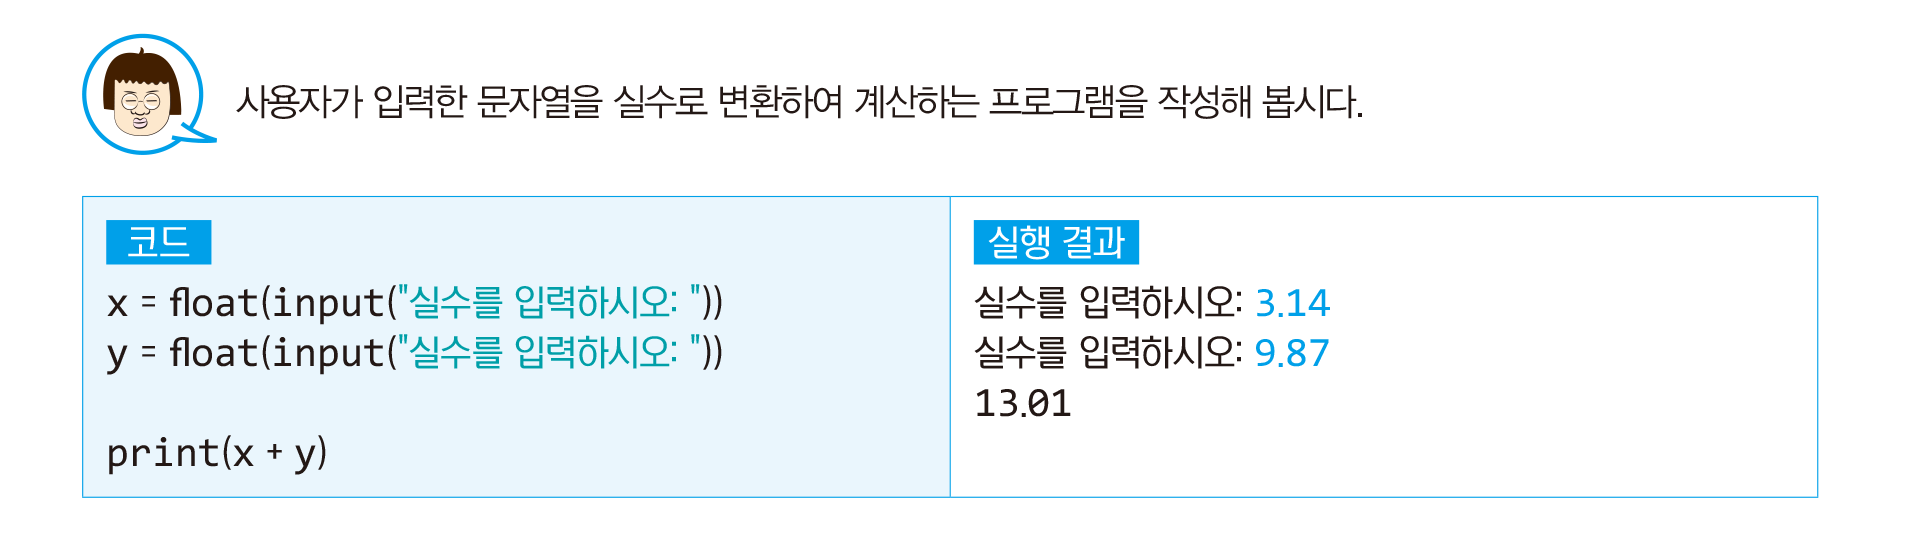 사용자가 입력한 문자열을 실수로 변환하여 계산하는 프로그램을 작성해 봅시다.
코드
x = float(input("실수를 입력하시오: "))
y = float(input("실수를 입력하시오: "))
print(x + y)
실행 결과
실수를 입력하시오: 3.14
실수를 입력하시오: 9.87
13.01